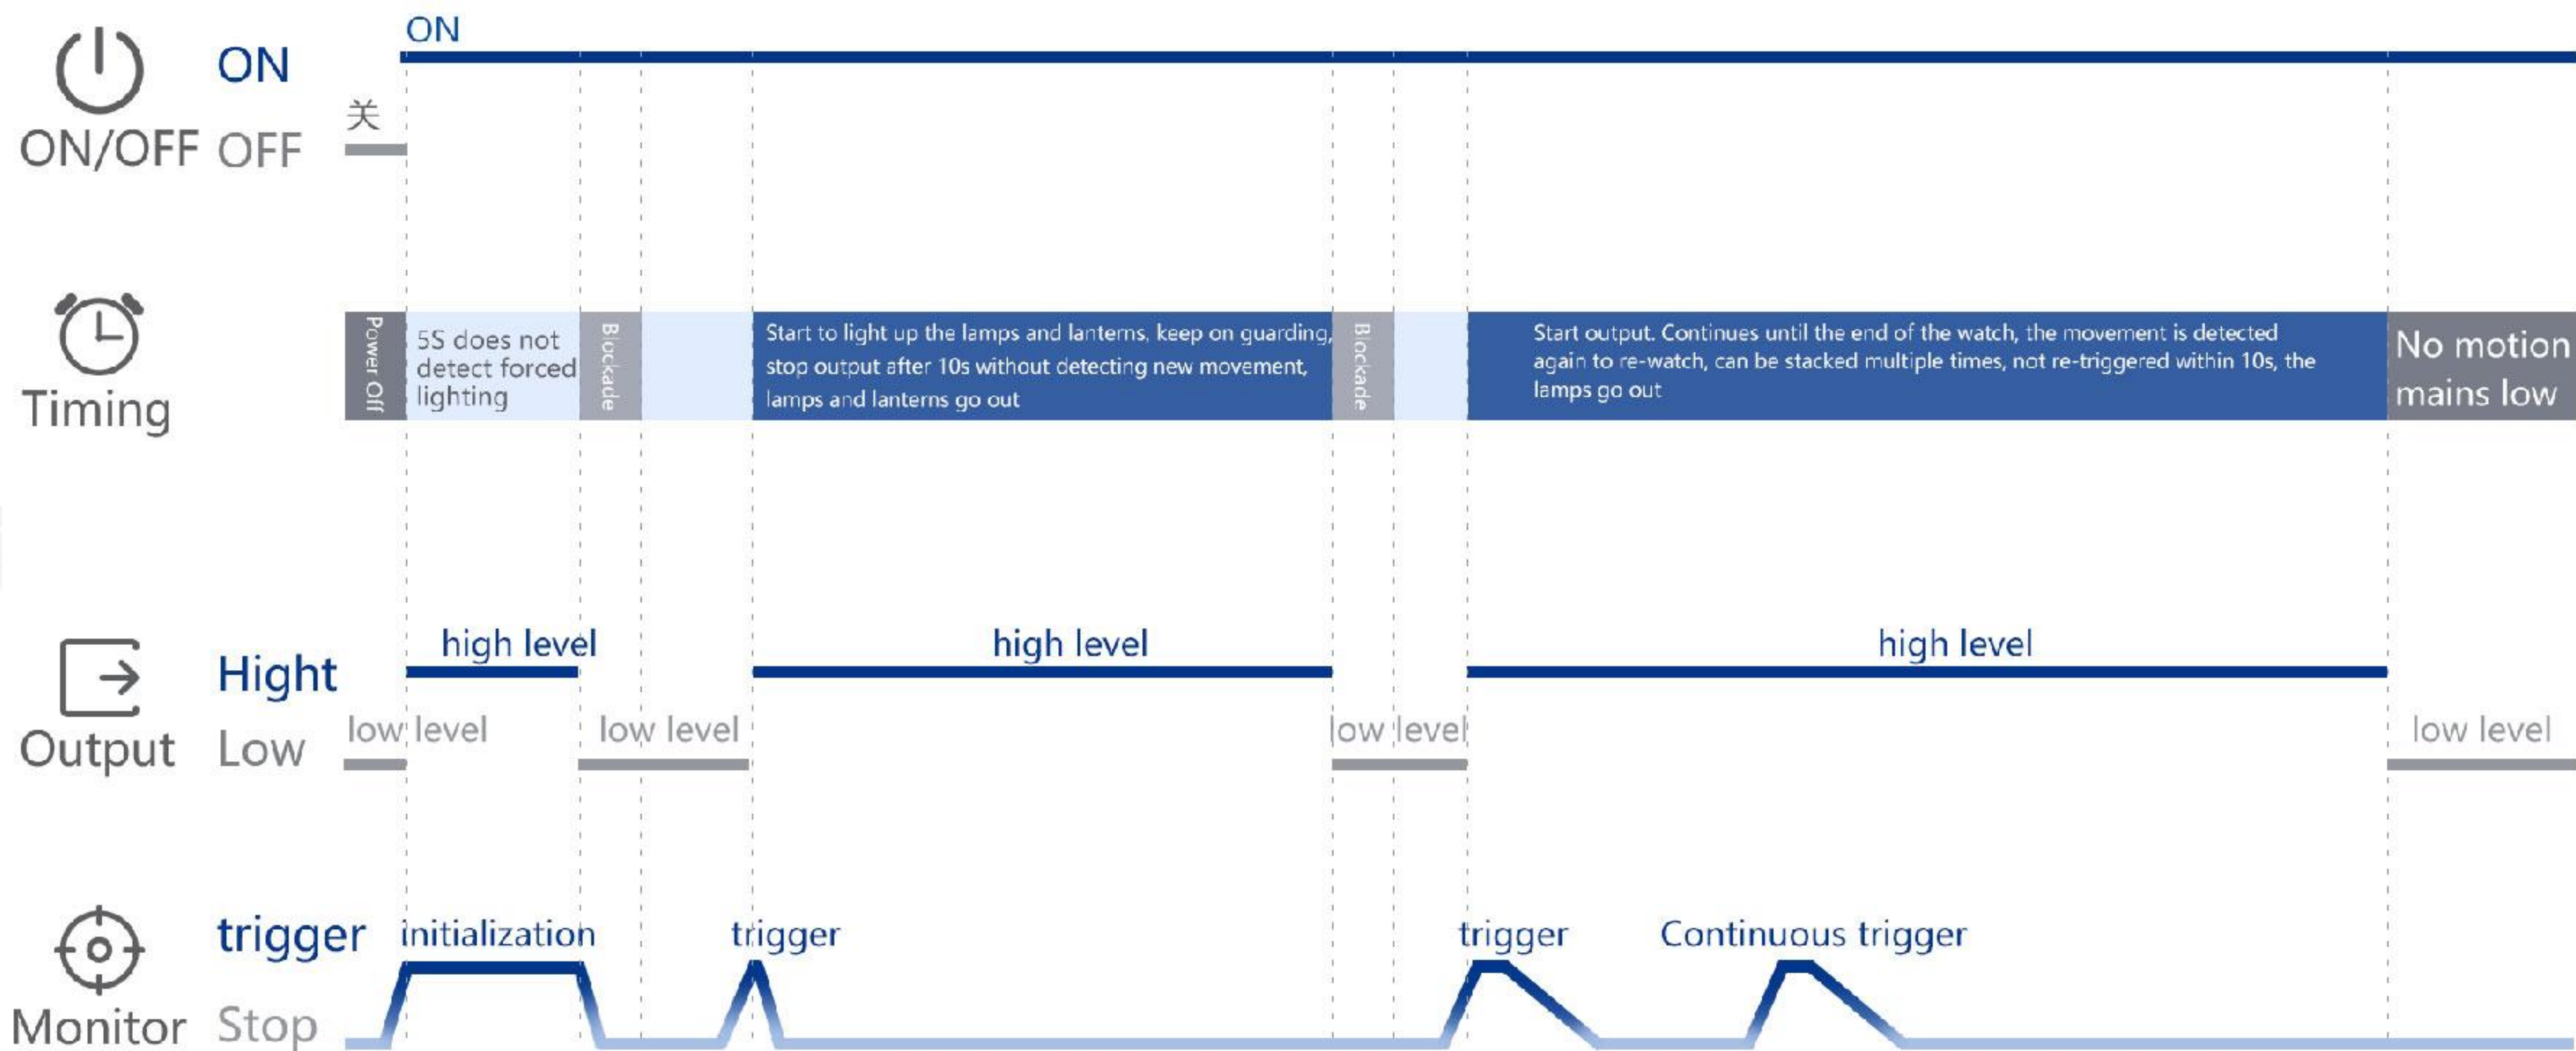 ON
ON
关
ON/OFF
OFF
Timing
Power Off
5S does not
detect forced
lighting
Blockade
Start to light up the lamps and lanterns, keep on guarding,
stop output after 10s without detecting new movement,
lamps and lanterns go out
Blockade
Start output. Continues until the end of the watch, the movement is detected
again to re-watch, can be stacked multiple times, not re-triggered within 10s, the
lamps go out
No motion
mains low
Output
Hight
Low
high level
high level
high level
low level
low level
low level
low level
Monitor
trigger
Stop
initialization
trigger
trigger
Continuous trigger